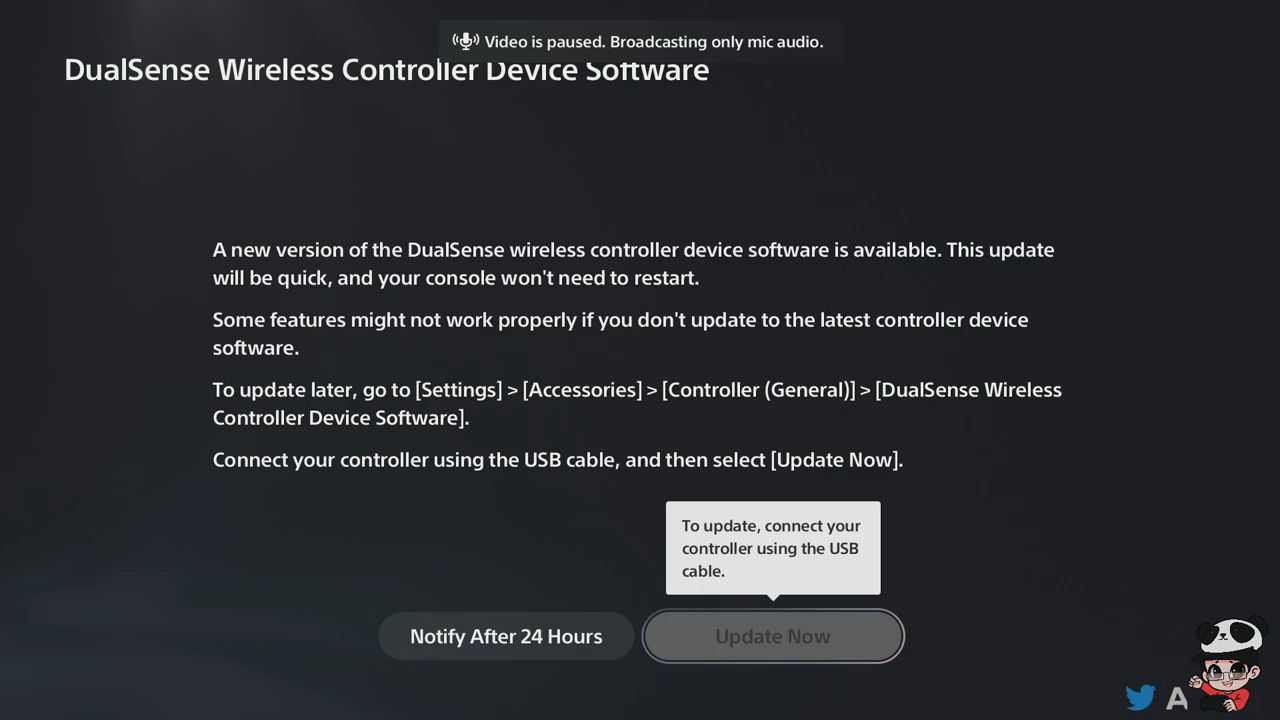 Video is paused. Broadcasting only mic audio.
DualSense Wireless Controller Device Software
A new version of the DualSense wireless controller device software is available. This update
will be quick, and your console won't need to restart.
Some features might not work properly if you don't update to the latest controller device
software.
To update later, go to [Settings] > [Accessories] > [Controller (General)] > [DualSense Wireless
Controller Device Software].
Connect your controller using the USB cable, and then select [Update Now].
To update, connect your
controller using the USB
cable.
Notify After 24 Hours
Update Now
A